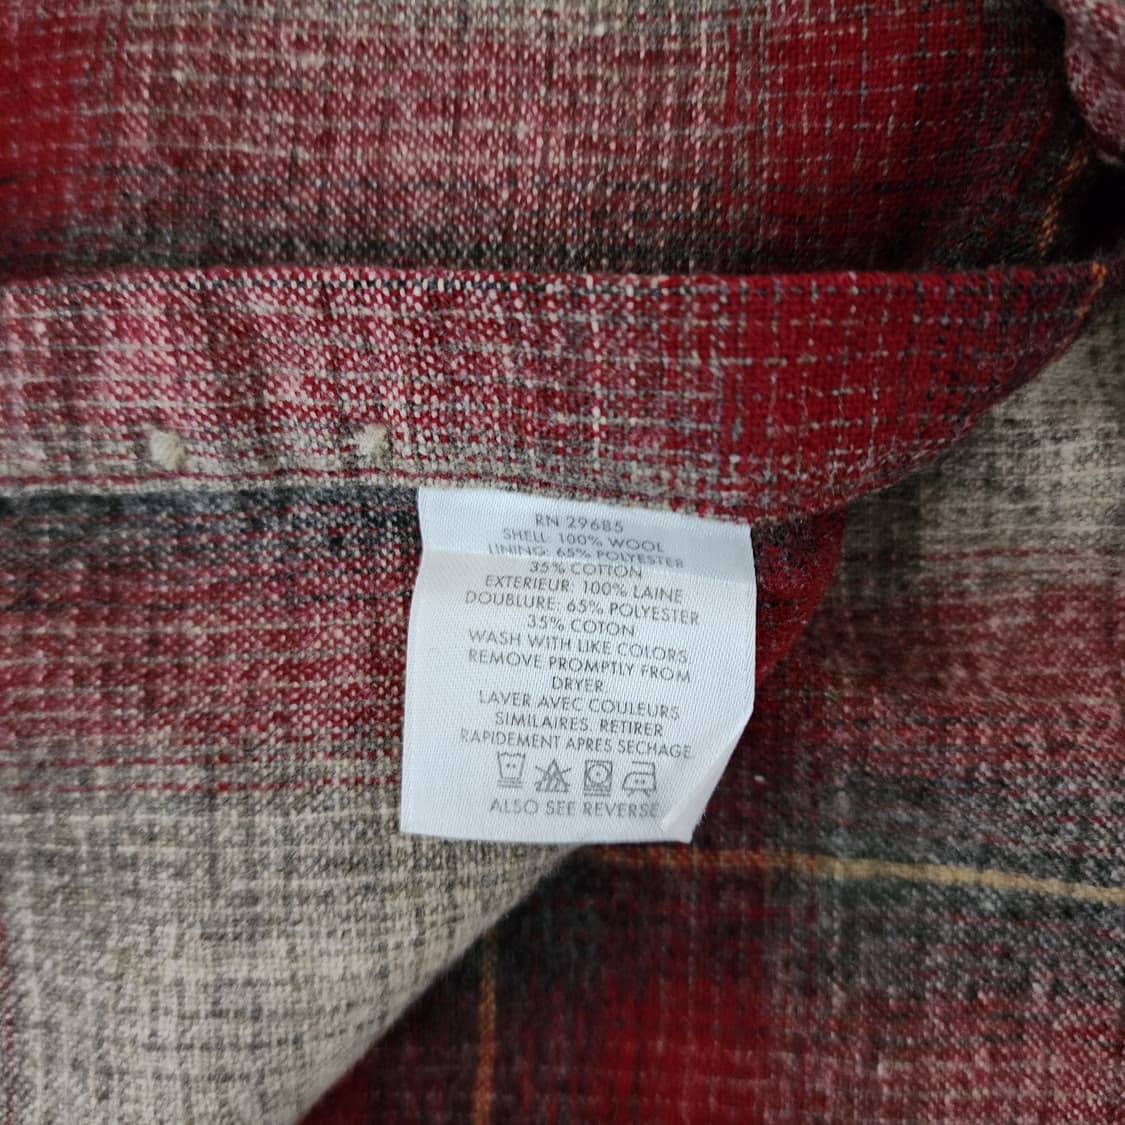 RN 29685
SHELL: 100% WOOL
LINING: 65% POLYESTER
35% COTTON
EXTERIEUR: 100% LAINE
DOUBLURE: 65% POLYESTER
35% COTON
WASH WITH LIKE COLORS.
REMOVE PROMPTLY FROM
DRYER.
LAVER AVEC COULEURS
SIMILAIRES. RETIRER
RAPIDEMENT APRES SECHAGE.
ALSO SEE REVERSE